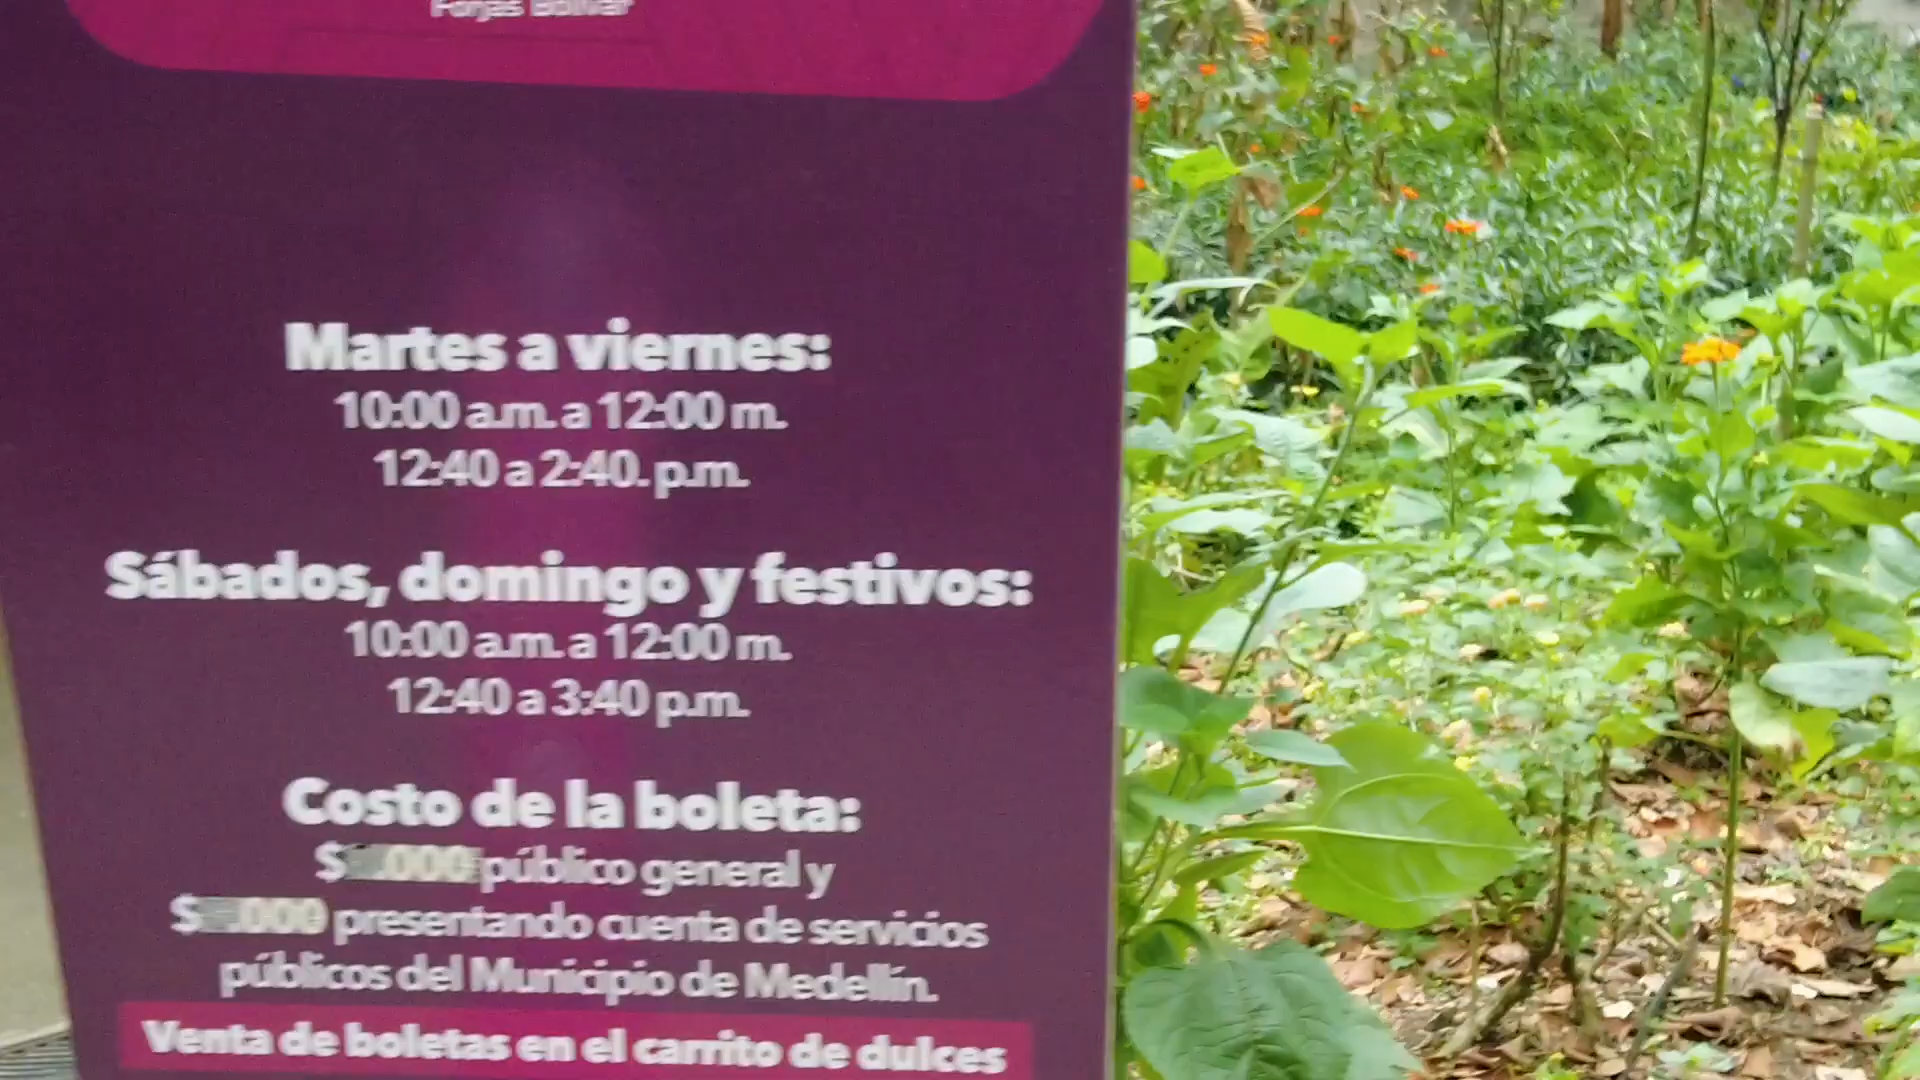 Forjas Bolívar
Martes a viernes:
10:00 a.m. a 12:00 m.
12:40 a 2:40. p.m.
Sábados, domingo y festivos:
10:00 a.m. a 12:00 m.
12:40 a 3:40 p.m.
Costo de la boleta:
público general y
presentando cuenta de servicios
públicos del Municipio de Medellín.
Venta de boletas en el carrito de dulces